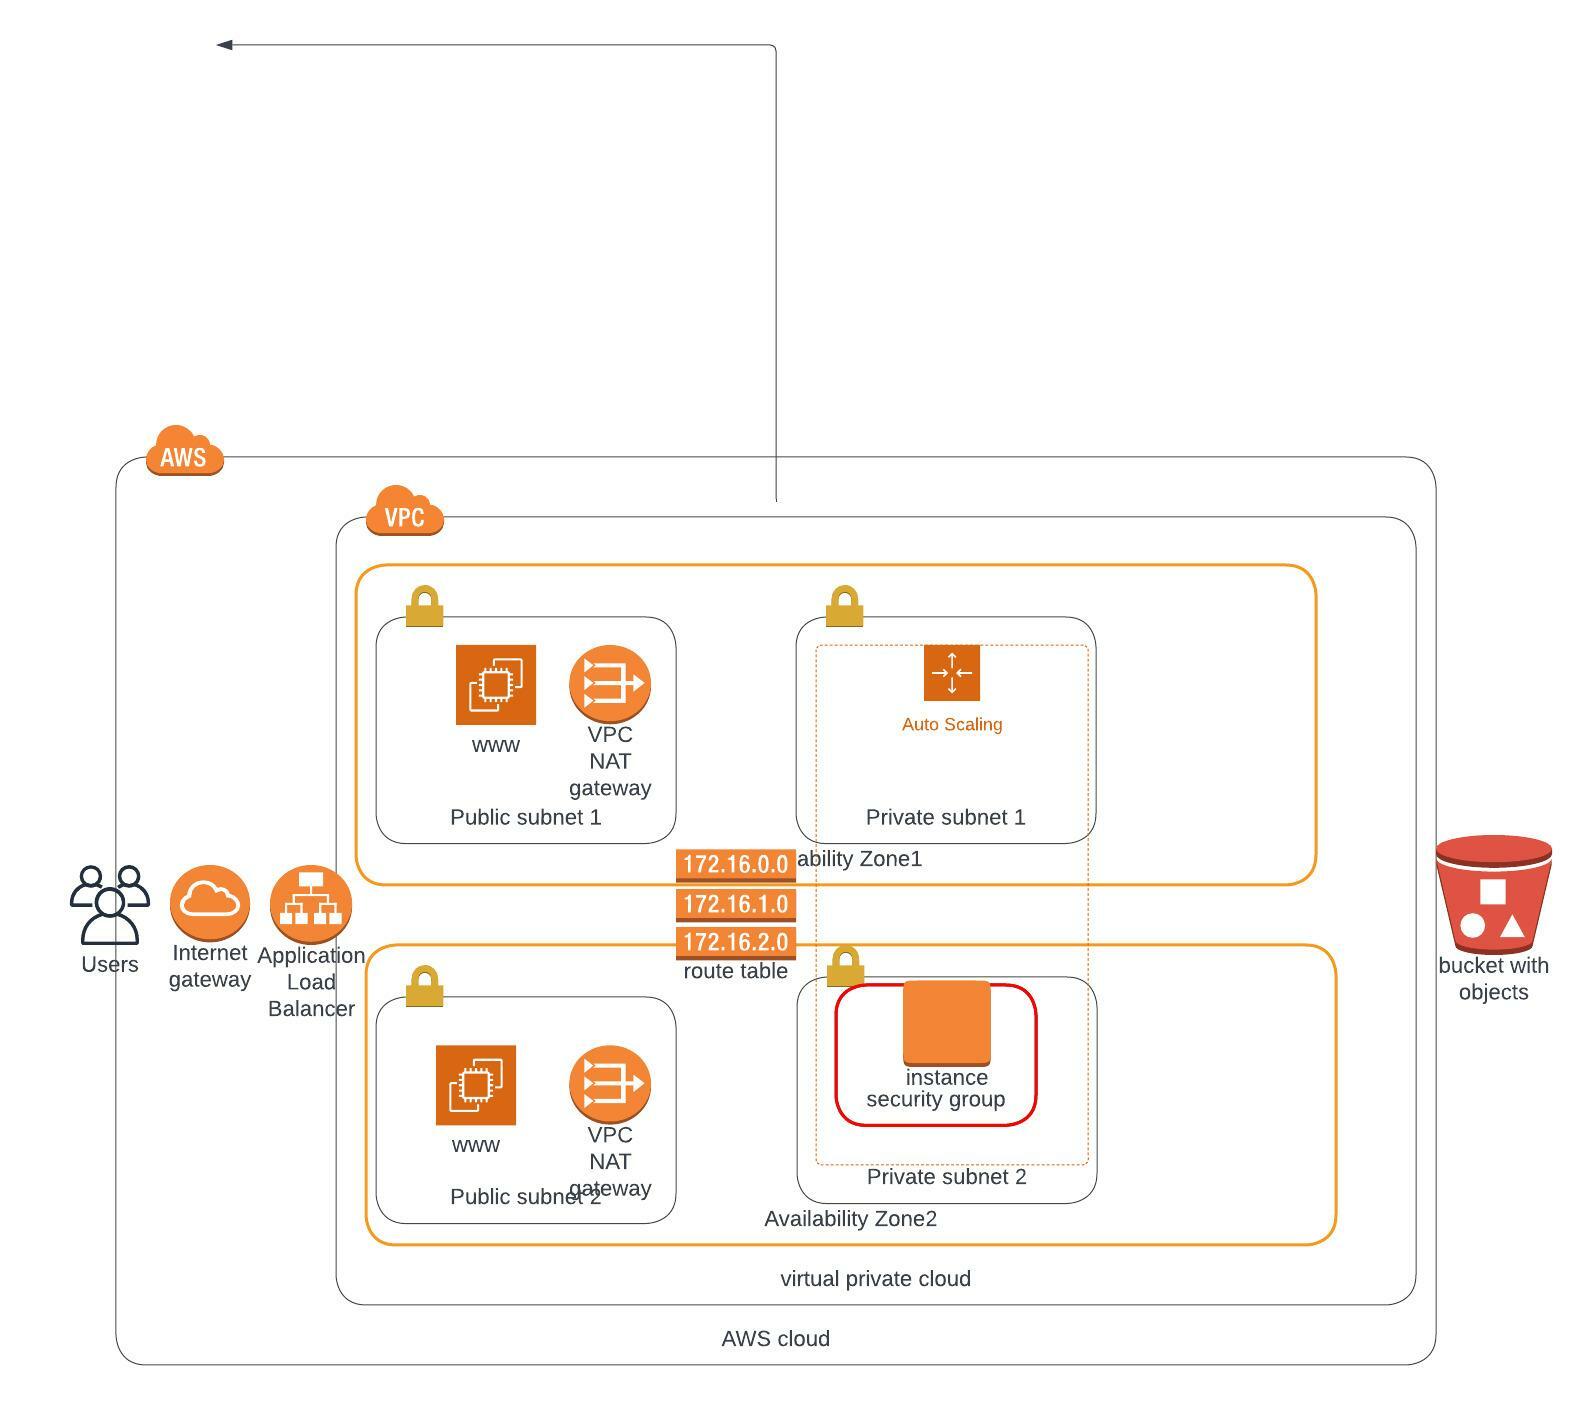 AWS
VPC
www
VPC
NAT
gateway
Public subnet 1
Auto Scaling
Private subnet 1
172.16.0.0
ability Zone1
172.16.1.0
172.16.2.0
route table
Users
Internet
gateway
Application
Load
Balancer
bucket with
objects
www
VPC
NAT
gateway
Public subnet 2
instance
security group
Private subnet 2
Availability Zone2
virtual private cloud
AWS cloud